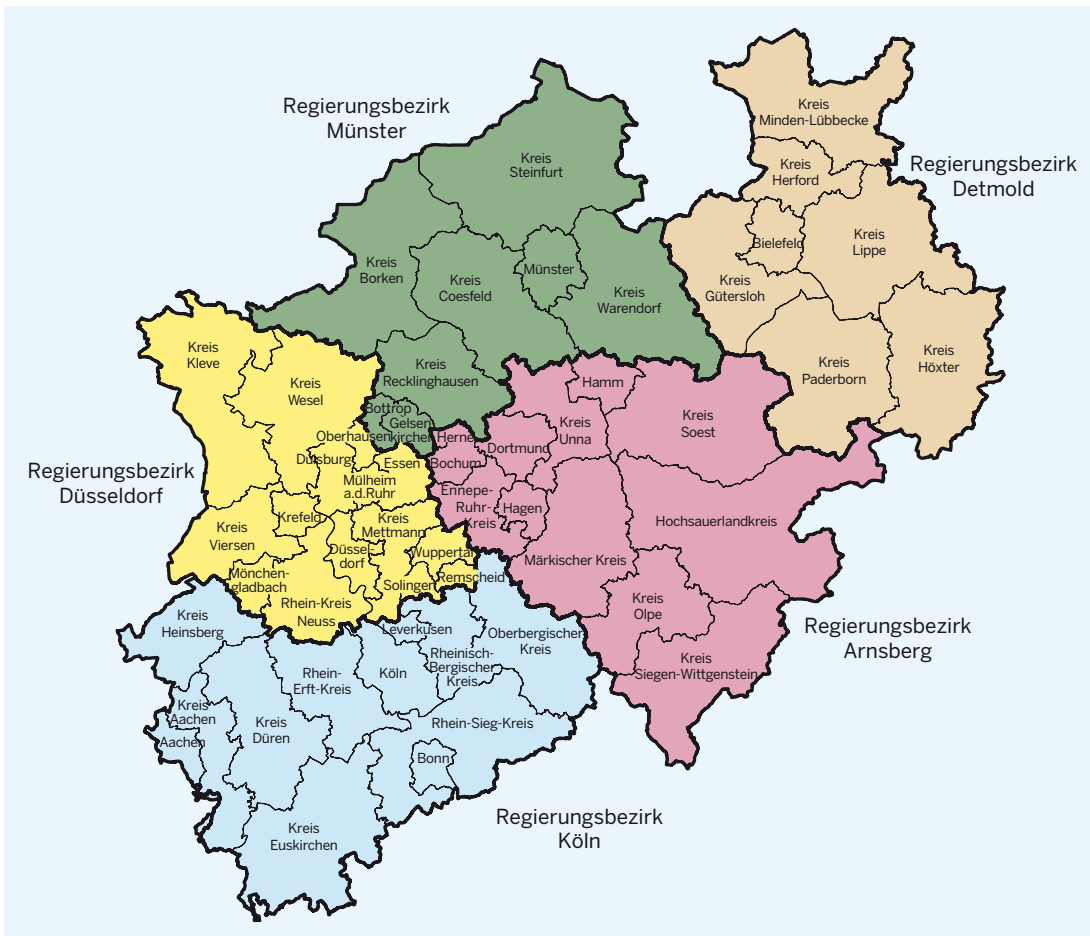 Regierungsbezirk
Münster
Kreis
Steinfurt
Kreis
Borken
Kreis
Coesfeld
Münster
Kreis
Warendorf
Kreis
Recklinghausen
Bottrop
Gelsen
kirchen
Kreis
Minden-Lübbecke
Kreis
Herford
Regierungsbezirk
Detmold
Bielefeld
Kreis
Lippe
Kreis
Gütersloh
Kreis
Paderborn
Kreis
Höxter
Kreis
Kleve
Kreis
Wesel
Oberhausen
Duisburg
Essen
Mülheim
a.d.Ruhr
Regierungsbezirk
Düsseldorf
Kreis
Viersen
Krefeld
Kreis
Mettmann
Düssel-
dorf
Wuppertal
Mönchen-
gladbach
Solingen
Remscheid
Rhein-Kreis
Neuss
Hamm
Kreis
Soest
Kreis
Unna
Herne
Dortmund
Bochum
Ennepe-
Ruhr-
Kreis
Hagen
Hochsauerlandkreis
Märkischer Kreis
Kreis
Olpe
Regierungsbezirk
Arnsberg
Kreis
Siegen-Wittgenstein
Kreis
Heinsberg
Leverkusen
Oberbergischer
Kreis
Rheinisch-
Bergischer
Kreis
Köln
Rhein-
Erft-Kreis
Kreis
Aachen
Aachen
Kreis
Düren
Rhein-Sieg-Kreis
Bonn
Kreis
Euskirchen
Regierungsbezirk
Köln